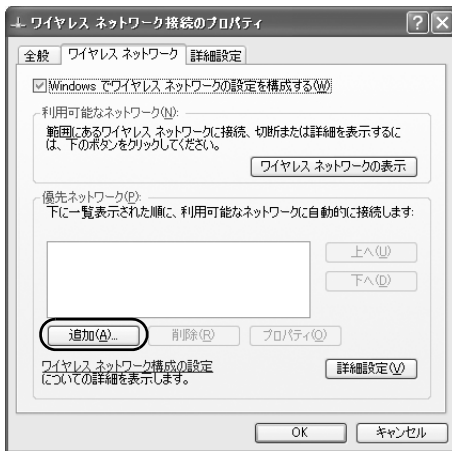 ワイヤレス ネットワーク接続のプロパティ
全般 ワイヤレス ネットワーク 詳細設定
Windows でワイヤレス ネットワークの設定を構成する(W)
利用可能なネットワーク(N):
範囲にあるワイヤレス ネットワークに接続、切断または詳細を表示するに
は、下のボタンをクリックしてください。
ワイヤレス ネットワークの表示
優先ネットワーク(P):
下に一覧表示された順に、利用可能なネットワークに自動的に接続します:
上へ(U)
下へ(D)
追加(A)... 削除(R) プロパティ(O)
ワイヤレス ネットワーク構成の設定
についての詳細を表示します。
詳細設定(V)
OK キャンセル